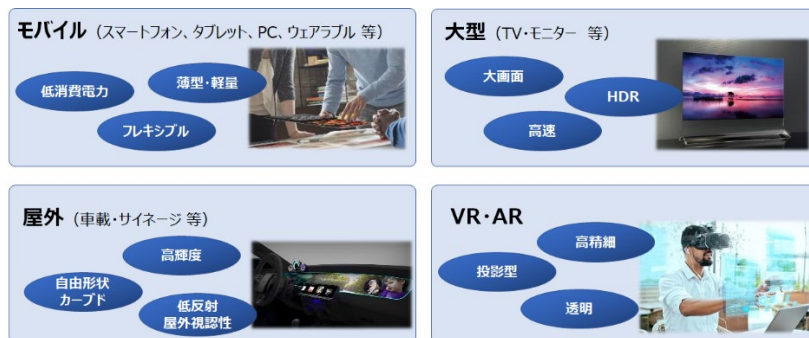 モバイル（スマートフォン、タブレット、PC、ウェアラブル 等）
低消費電力
薄型・軽量
フレキシブル
大型（TV・モニター 等）
大画面
HDR
高速
屋外（車載・サイネージ 等）
高輝度
自由形状
カーブド
低反射
屋外視認性
VR・AR
高精細
投影型
透明